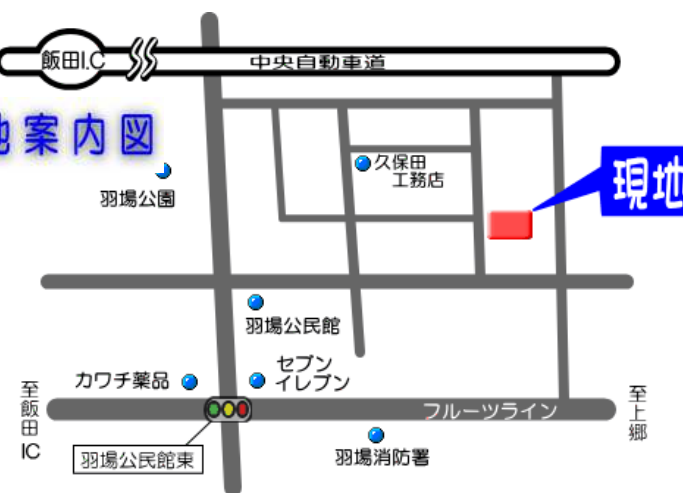 飯田I.C
中央自動車道
地案内図
久保田
工務店
現地
羽場公園
羽場公民館
セブン
イレブン
カワチ薬品
至飯田IC
フルーツライン
至上郷
羽場公民館東
羽場消防署